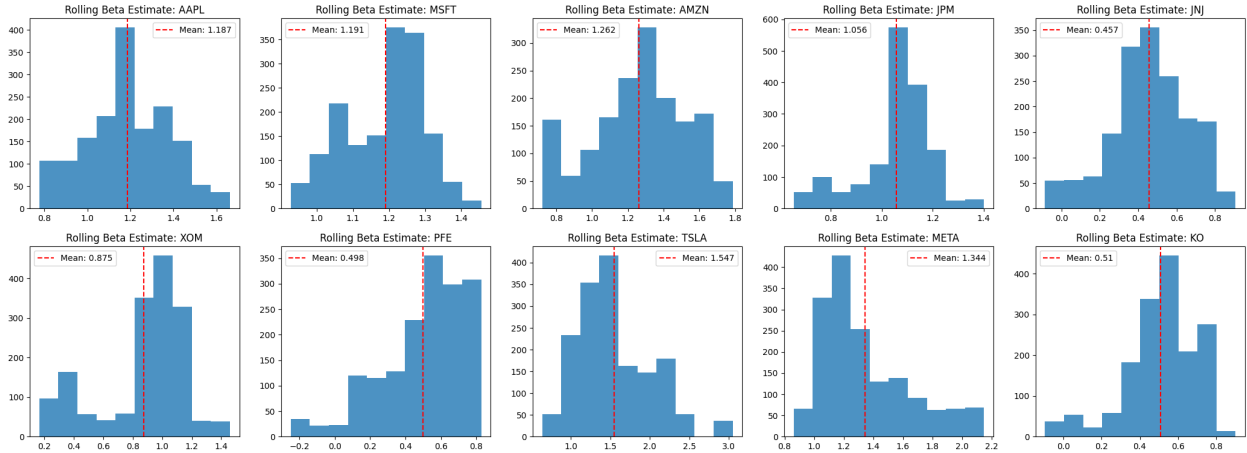 Rolling Beta Estimate: AAPL
Mean: 1.187
400
350
300
250
200
150
100
50
0
0.8 1.0 1.2 1.4 1.6
Rolling Beta Estimate: MSFT
Mean: 1.191
350
300
250
200
150
100
50
0
1.0 1.1 1.2 1.3 1.4
Rolling Beta Estimate: AMZN
Mean: 1.262
300
250
200
150
100
50
0
0.8 1.0 1.2 1.4 1.6 1.8
Rolling Beta Estimate: JPM
Mean: 1.056
600
500
400
300
200
100
0
0.8 1.0 1.2 1.4
Rolling Beta Estimate: JNJ
Mean: 0.457
350
300
250
200
150
100
50
0
0.0 0.2 0.4 0.6 0.8
Rolling Beta Estimate: XOM
Mean: 0.875
400
300
200
100
0
0.2 0.4 0.6 0.8 1.0 1.2 1.4
Rolling Beta Estimate: PFE
Mean: 0.498
350
300
250
200
150
100
50
0
−0.2 0.0 0.2 0.4 0.6 0.8
Rolling Beta Estimate: TSLA
Mean: 1.547
400
350
300
250
200
150
100
50
0
1.0 1.5 2.0 2.5 3.0
Rolling Beta Estimate: META
Mean: 1.344
400
350
300
250
200
150
100
50
0
0.8 1.0 1.2 1.4 1.6 1.8 2.0 2.2
Rolling Beta Estimate: KO
Mean: 0.51
400
300
200
100
0
0.0 0.2 0.4 0.6 0.8